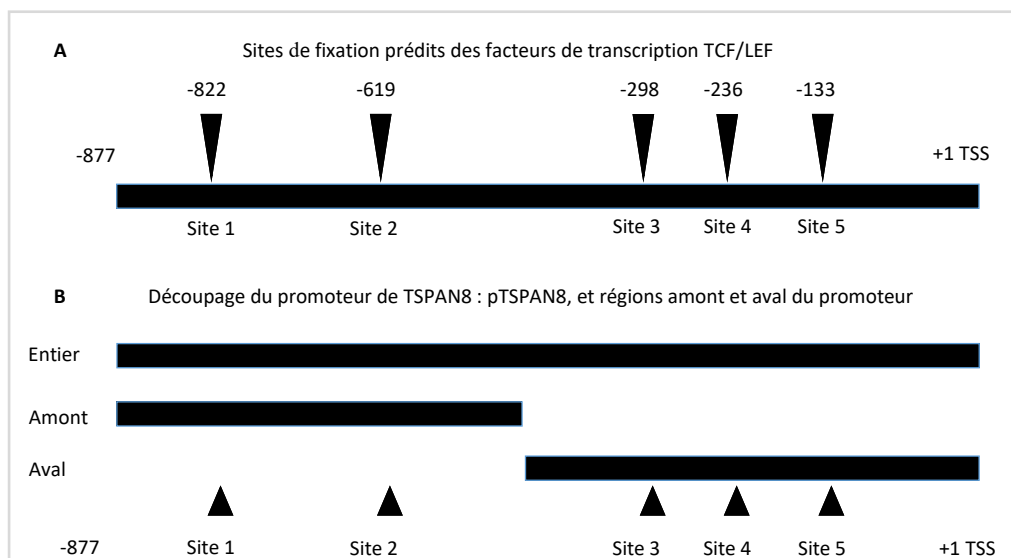 A Sites de fixation prédits des facteurs de transcription TCF/LEF
-822 -619 -298 -236 -133
-877 +1 TSS
Site 1 Site 2 Site 3 Site 4 Site 5
B Découpage du promoteur de TSPAN8 : pTSPAN8, et régions amont et aval du promoteur
Entier
Amont
Aval
-877 Site 1 Site 2 Site 3 Site 4 Site 5 +1 TSS